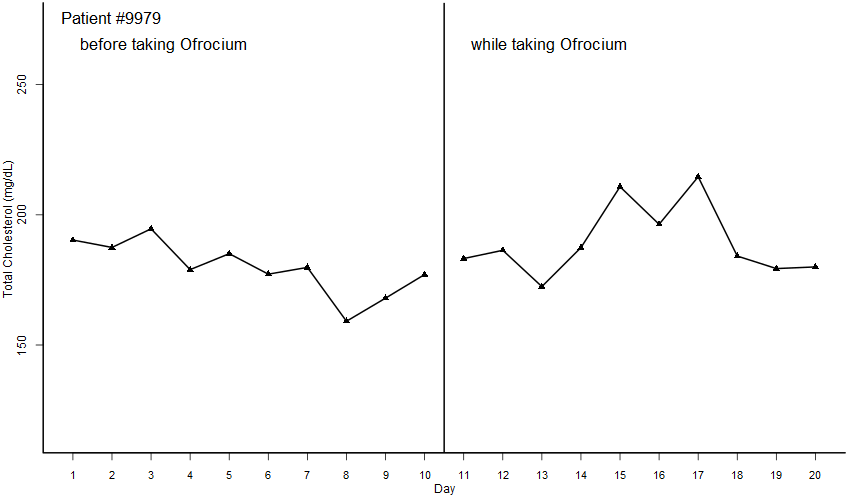 Patient #9979
before taking Ofrocium
while taking Ofrocium
250
200
150
Total Cholesterol (mg/dL)
1 2 3 4 5 6 7 8 9 10 11 12 13 14 15 16 17 18 19 20
Day